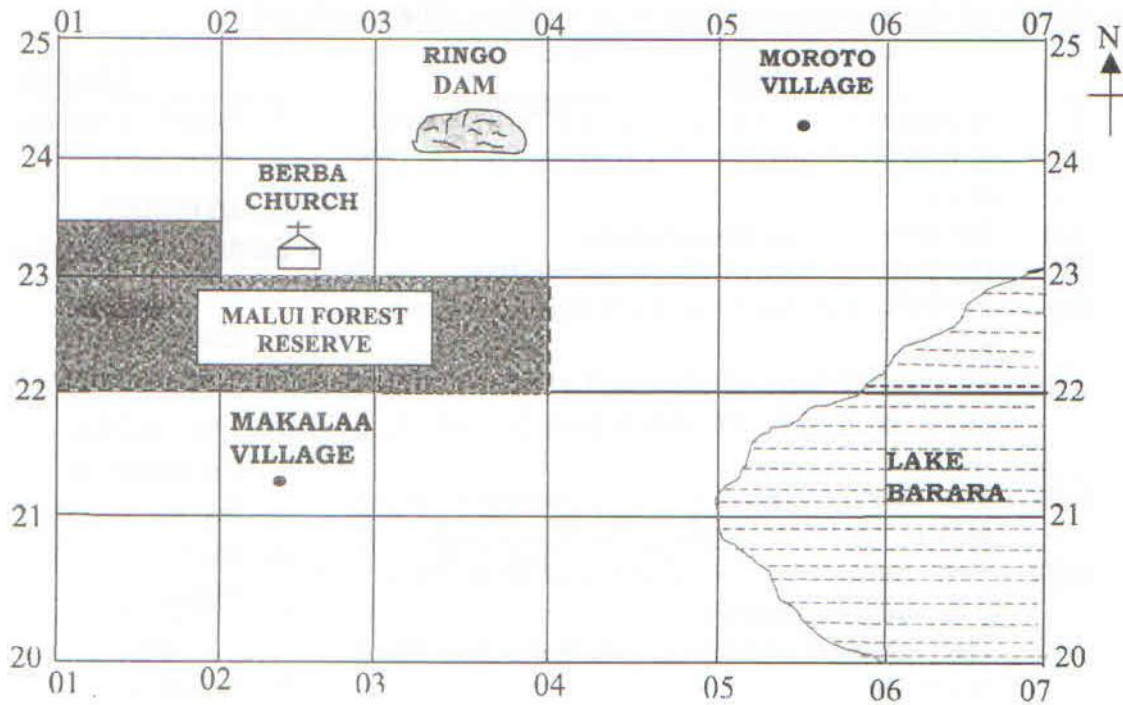 01 02 03 04 05 06 07
25 25
RINGO
DAM
MOROTO
VILLAGE
N
24 24
BERBA
CHURCH
23 23
MALUI FOREST
RESERVE
22 22
MAKALAA
VILLAGE
LAKE
BARARA
21 21
20 20
01 02 03 04 05 06 07